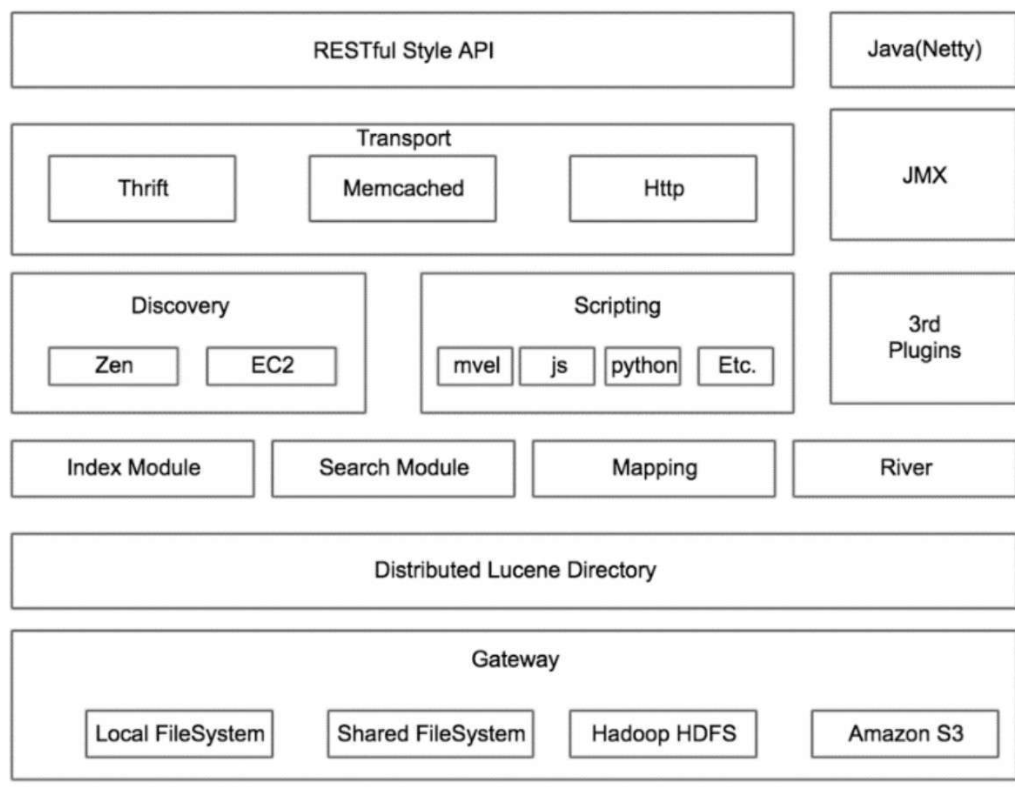 RESTful Style API
Java(Netty)
Transport
Thrift
Memcached
Http
JMX
Discovery
Zen
EC2
Scripting
mvel
js
python
Etc.
3rd
Plugins
Index Module
Search Module
Mapping
River
Distributed Lucene Directory
Gateway
Local FileSystem
Shared FileSystem
Hadoop HDFS
Amazon S3